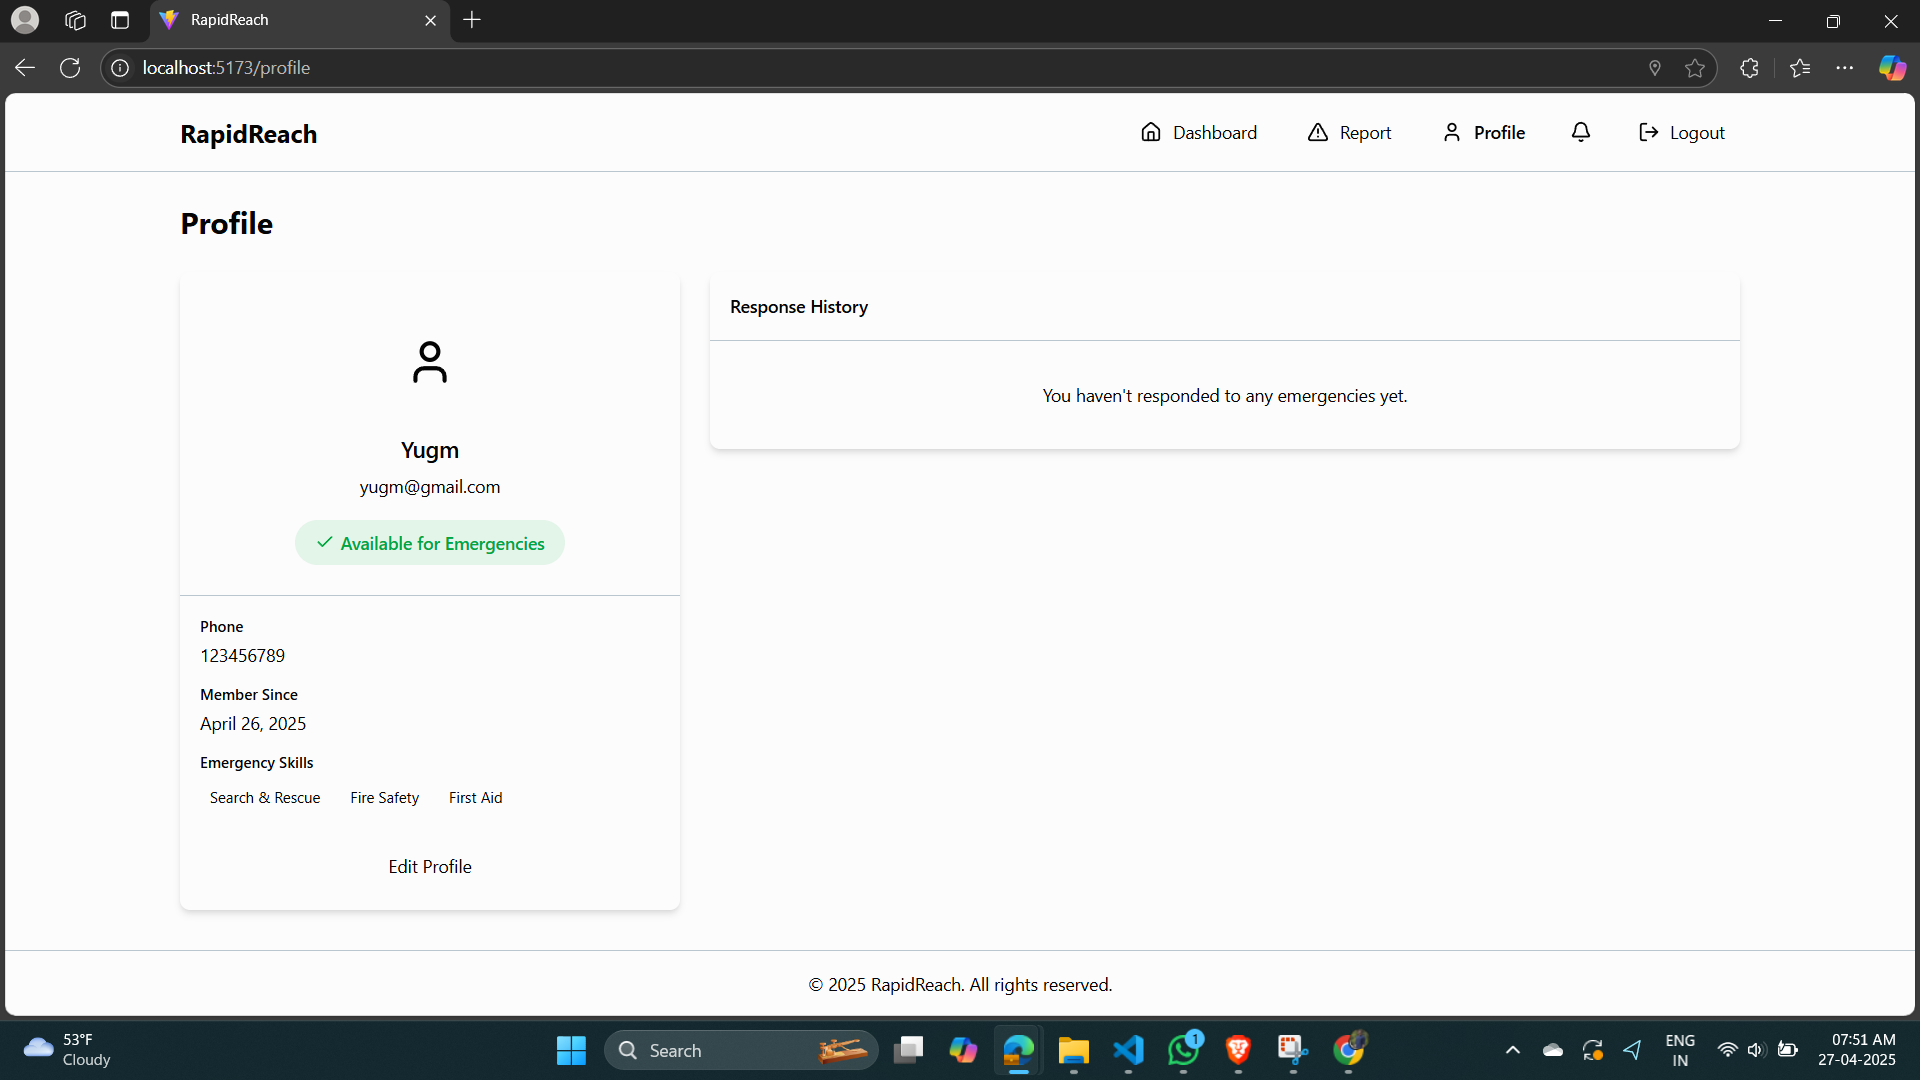 RapidReach
localhost:5173/profile
RapidReach
Dashboard
Report
Profile
Logout
Profile
Yugm
yugm@gmail.com
Available for Emergencies
Phone
123456789
Member Since
April 26, 2025
Emergency Skills
Search & Rescue
Fire Safety
First Aid
Edit Profile
Response History
You haven't responded to any emergencies yet.
© 2025 RapidReach. All rights reserved.
53°F
Cloudy
Search
1
ENG
IN
07:51 AM
27-04-2025